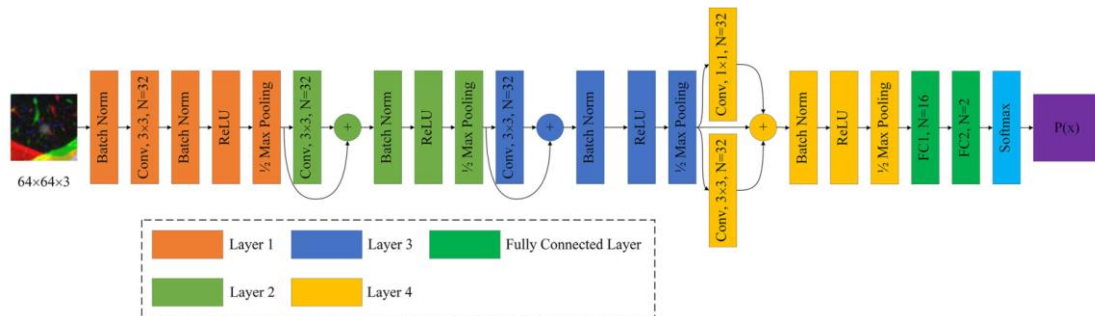 64×64×3
Batch Norm
Conv, 3×3, N=32
Batch Norm
ReLU
½ Max Pooling
Conv, 3×3, N=32
+
Batch Norm
ReLU
½ Max Pooling
Conv, 3×3, N=32
+
Batch Norm
ReLU
½ Max Pooling
Conv, 1×1, N=32
Conv, 3×3, N=32
+
Batch Norm
ReLU
½ Max Pooling
FC1, N=16
FC2, N=2
Softmax
P(x)
Layer 1
Layer 3
Fully Connected Layer
Layer 2
Layer 4